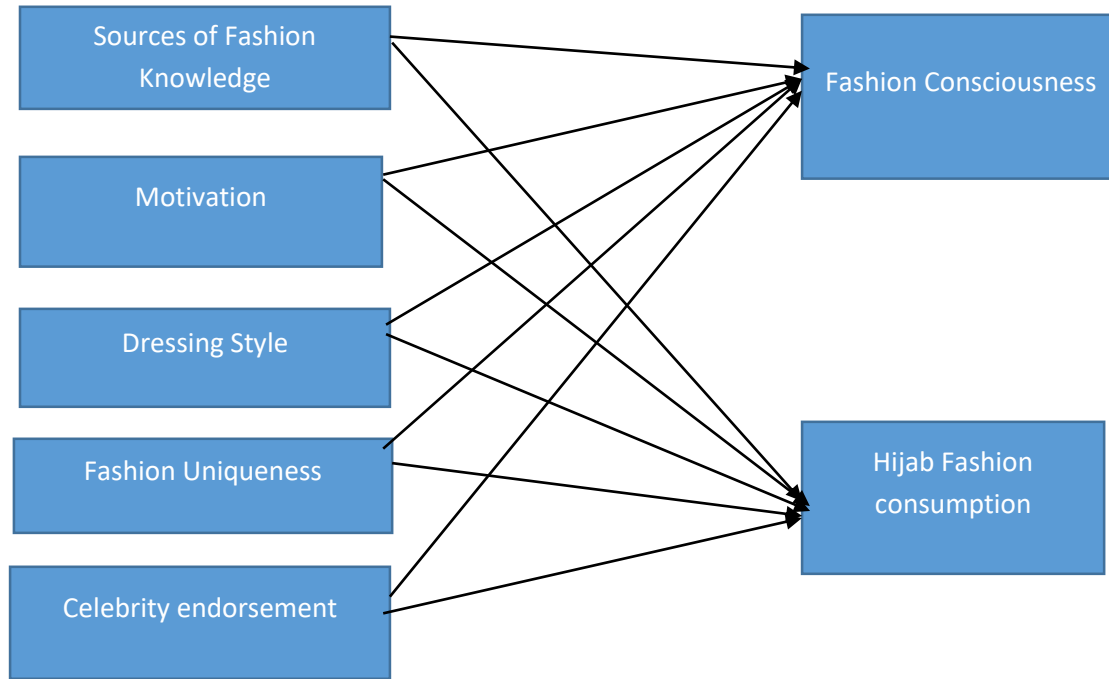 Sources of Fashion
Knowledge
Motivation
Dressing Style
Fashion Uniqueness
Celebrity endorsement
Fashion Consciousness
Hijab Fashion
consumption